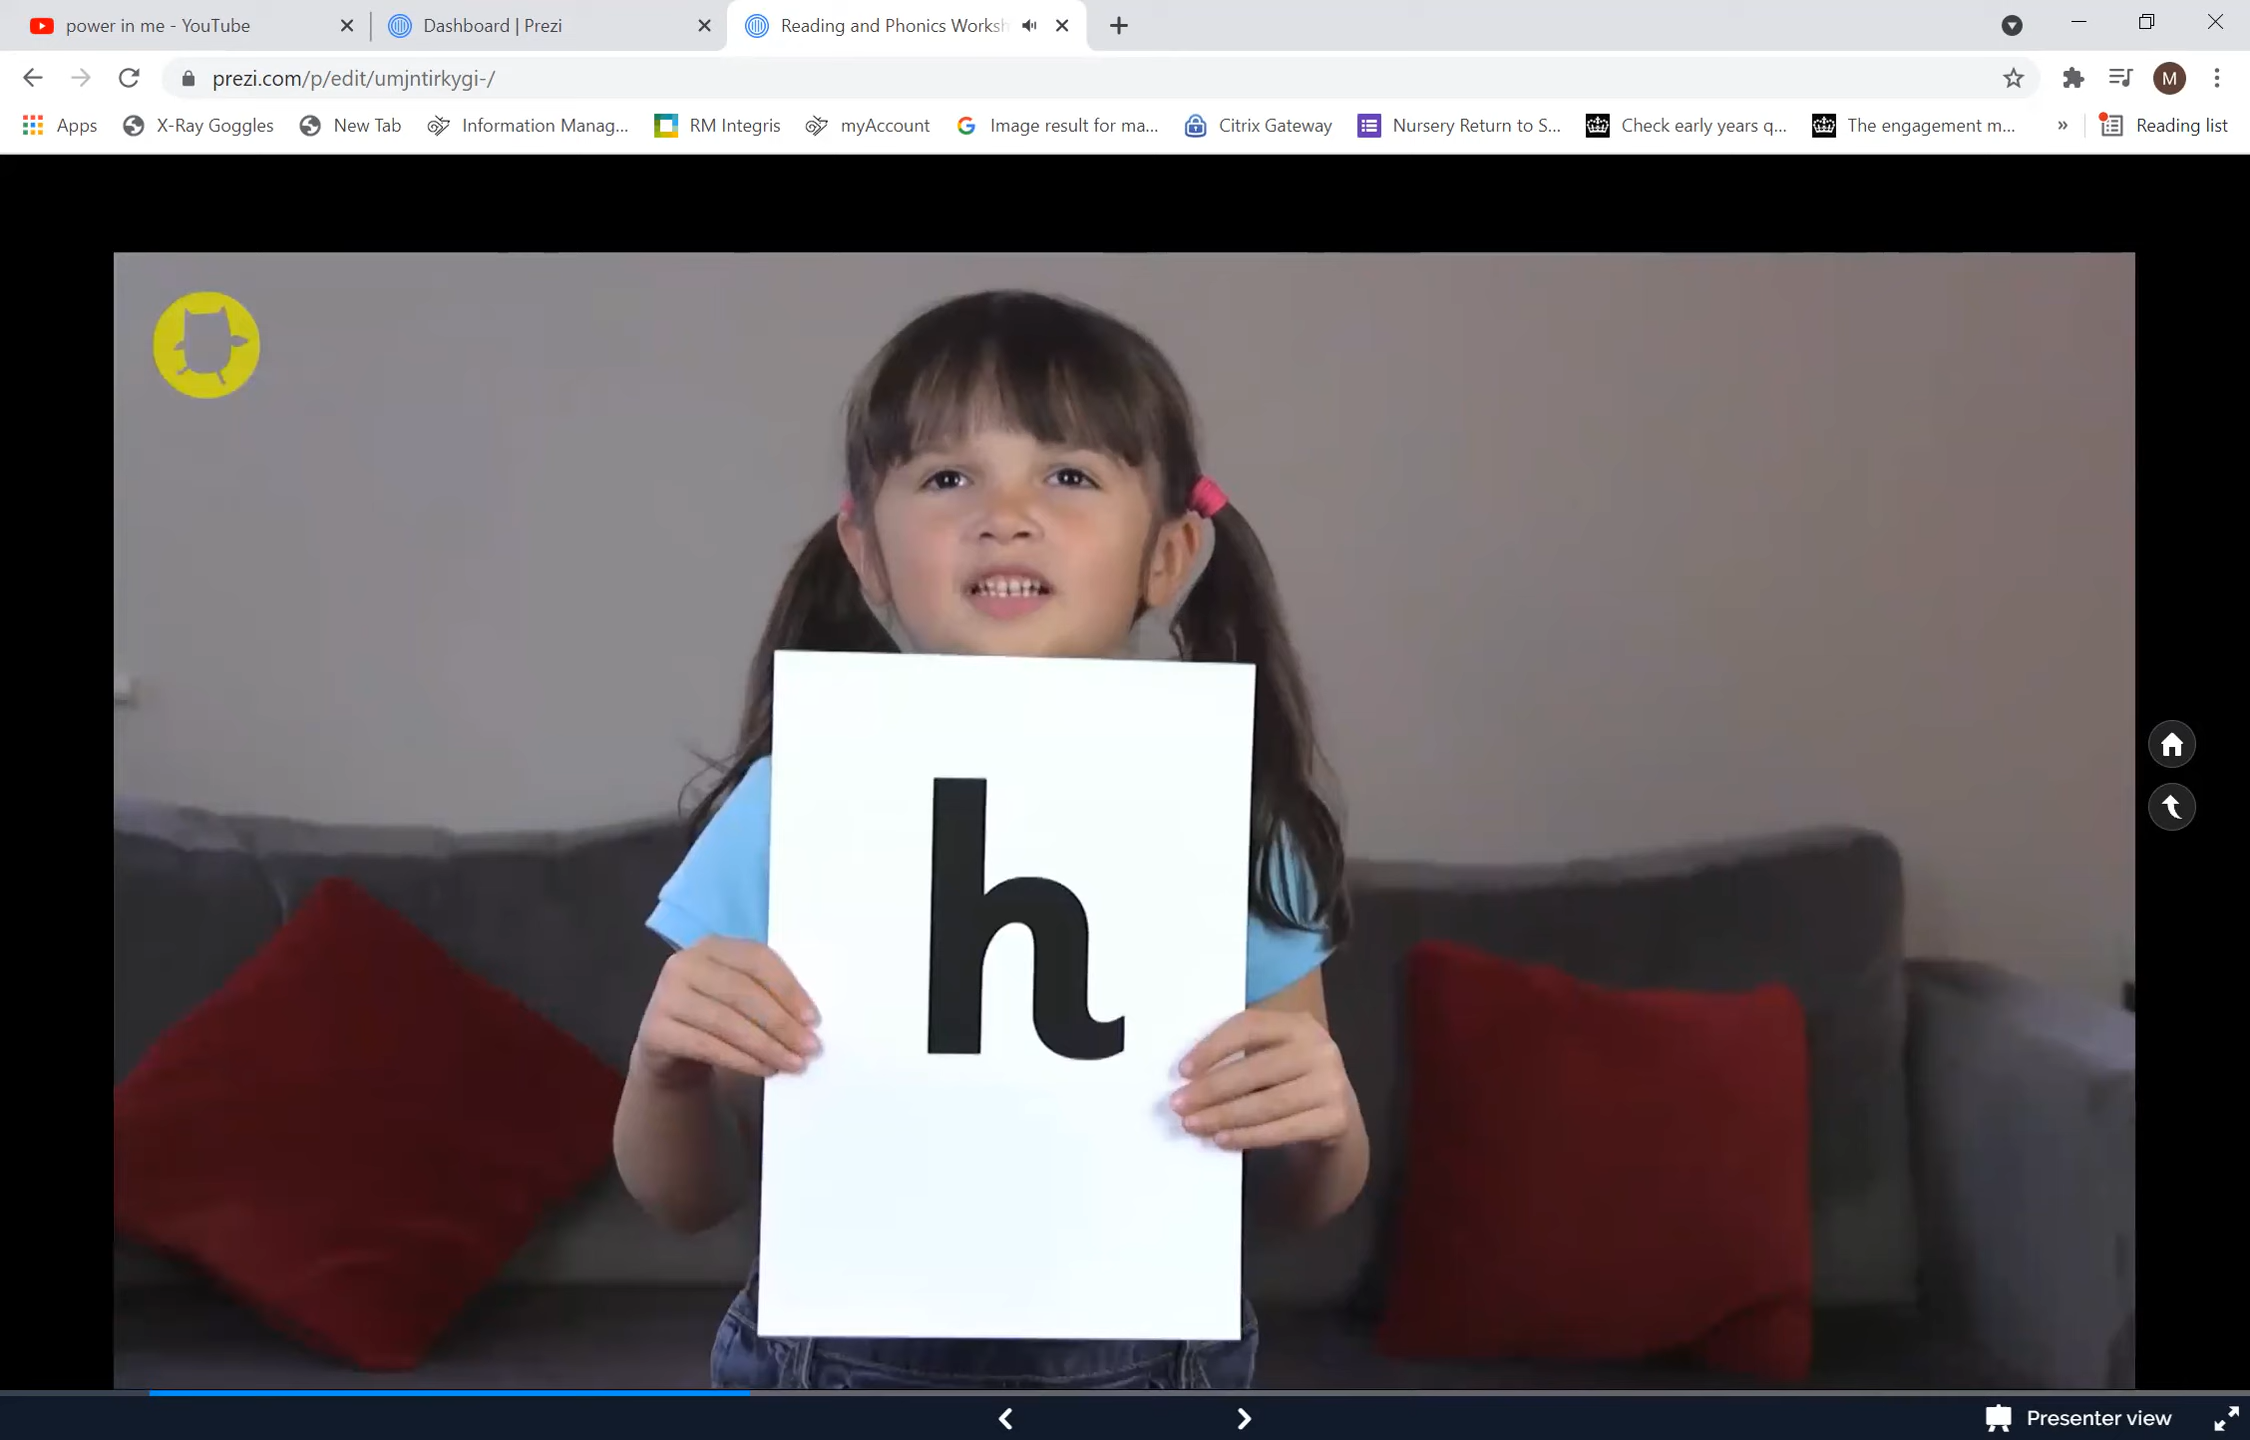 power in me - YouTube
Dashboard | Prezi
Reading and Phonics Worksh
prezi.com/p/edit/umjntirkygi-/
M
Apps
X-Ray Goggles
New Tab
Information Manag...
RM Integris
myAccount
Image result for ma...
Citrix Gateway
Nursery Return to S...
Check early years q...
The engagement m...
»
Reading list
h
Presenter view